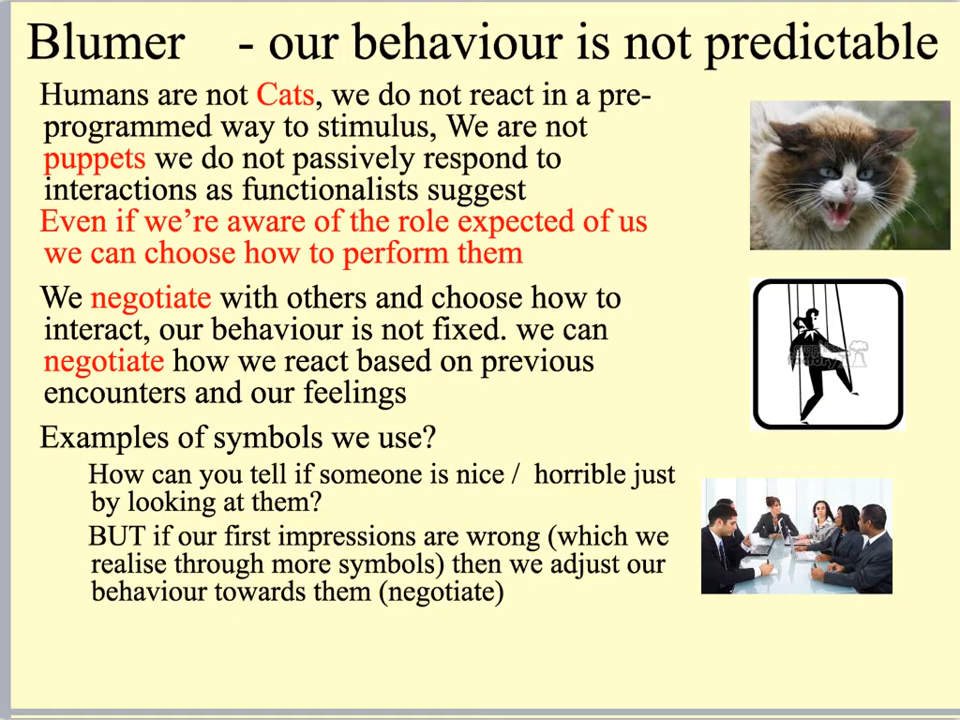 Blumer - our behaviour is not predictable
Humans are not Cats, we do not react in a pre-
programmed way to stimulus, We are not
puppets we do not passively respond to
interactions as functionalists suggest
Even if we’re aware of the role expected of us
we can choose how to perform them
We negotiate with others and choose how to
interact, our behaviour is not fixed. we can
negotiate how we react based on previous
encounters and our feelings
Examples of symbols we use?
How can you tell if someone is nice / horrible just
by looking at them?
BUT if our first impressions are wrong (which we
realise through more symbols) then we adjust our
behaviour towards them (negotiate)